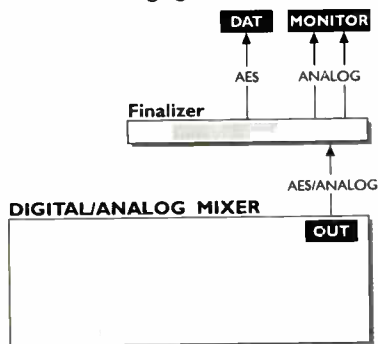 DAT MONITOR
AES ANALOG
Finalizer
AES/ANALOG
DIGITAL/ANALOG MIXER
OUT